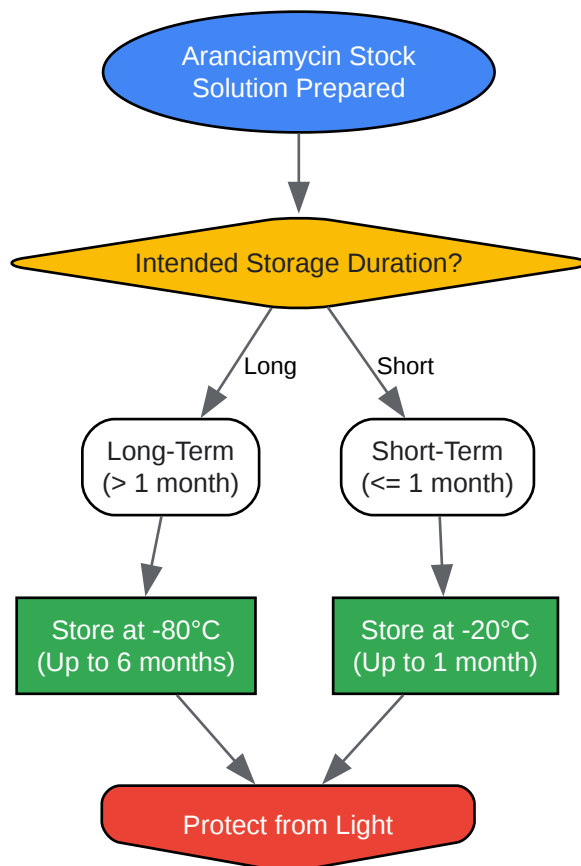 Aranciamycin Stock
Solution Prepared
Intended Storage Duration?
Long
Short
Long-Term
(> 1 month)
Short-Term
(<= 1 month)
Store at -80°C
(Up to 6 months)
Store at -20°C
(Up to 1 month)
Protect from Light